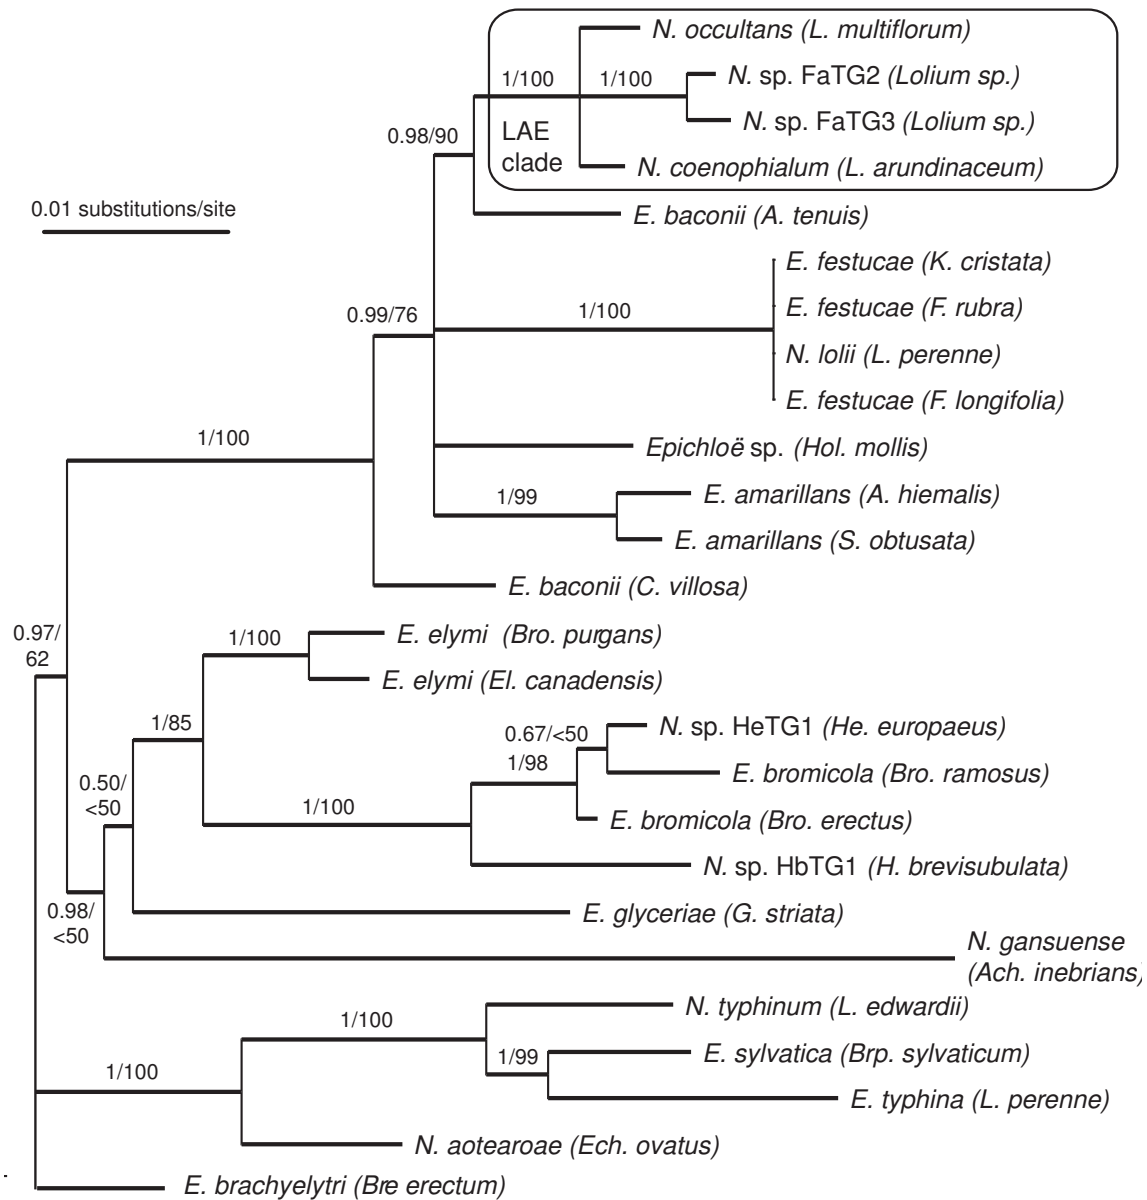 N. occultans (L. multiflorum)
1/100
1/100
N. sp. FaTG2 (Lolium sp.)
N. sp. FaTG3 (Lolium sp.)
0.98/90
LAE
clade
N. coenophialum (L. arundinaceum)
0.01 substitutions/site
E. baconii (A. tenuis)
E. festucae (K. cristata)
0.99/76
1/100
E. festucae (F. rubra)
N. lolii (L. perenne)
E. festucae (F. longifolia)
1/100
Epichloë sp. (Hol. mollis)
1/99
E. amarillans (A. hiemalis)
E. amarillans (S. obtusata)
E. baconii (C. villosa)
0.97/
62
1/100
E. elymi (Bro. purgans)
E. elymi (El. canadensis)
1/85
0.67/<50
N. sp. HeTG1 (He. europaeus)
1/98
E. bromicola (Bro. ramosus)
0.50/
<50
1/100
E. bromicola (Bro. erectus)
N. sp. HbTG1 (H. brevisubulata)
0.98/
<50
E. glyceriae (G. striata)
N. gansuense
(Ach. inebrians)
1/100
N. typhinum (L. edwardii)
1/99
E. sylvatica (Brp. sylvaticum)
1/100
E. typhina (L. perenne)
N. aotearoae (Ech. ovatus)
E. brachyelytri (Bre erectum)